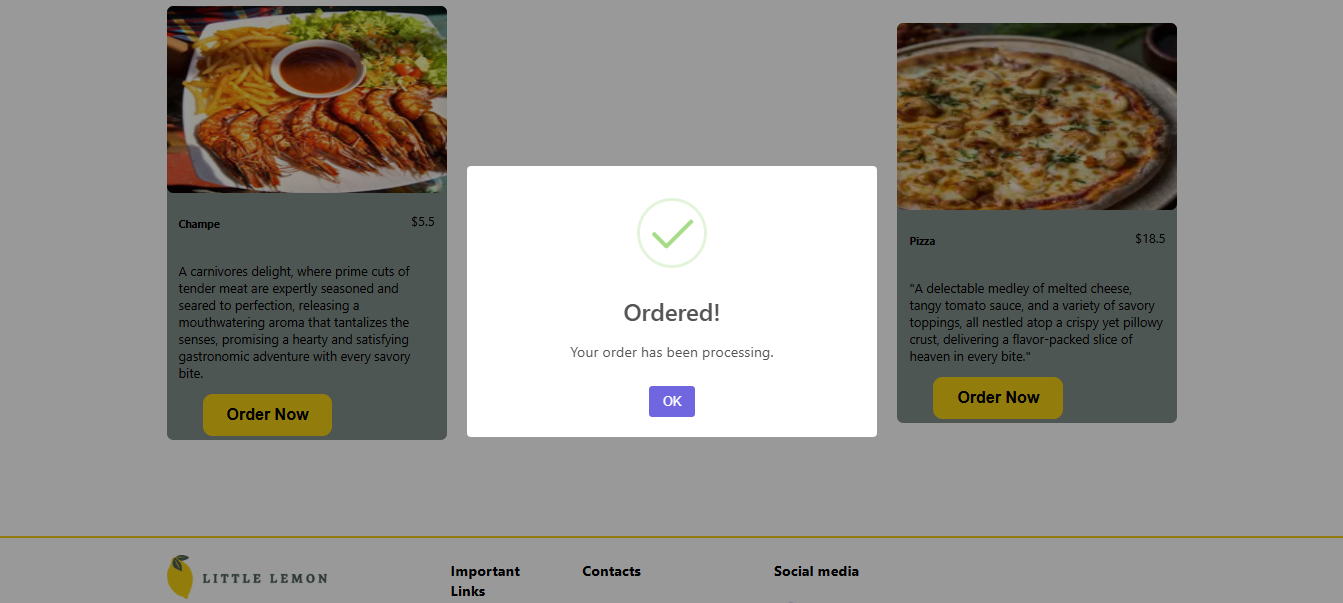 Champe
$5.5
A carnivores delight, where prime cuts of
tender meat are expertly seasoned and
seared to perfection, releasing a
mouthwatering aroma that tantalizes the
senses, promising a hearty and satisfying
gastronomic adventure with every savory
bite.
Order Now
Ordered!
Your order has been processing.
OK
Pizza
$18.5
"A delectable medley of melted cheese,
tangy tomato sauce, and a variety of savory
toppings, all nestled atop a crispy yet pillowy
crust, delivering a flavor-packed slice of
heaven in every bite."
Order Now
LITTLE LEMON
Important
Links
Contacts
Social media